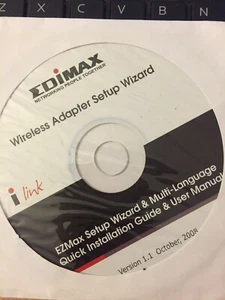 Z X C V B N
EDIMAX
NETWORKING PEOPLE TOGETHER
Wireless Adapter Setup Wizard
i link
EZMax Setup Wizard & Multi-Language
Quick Installation Guide & User Manual
Version 1.1 October, 2008